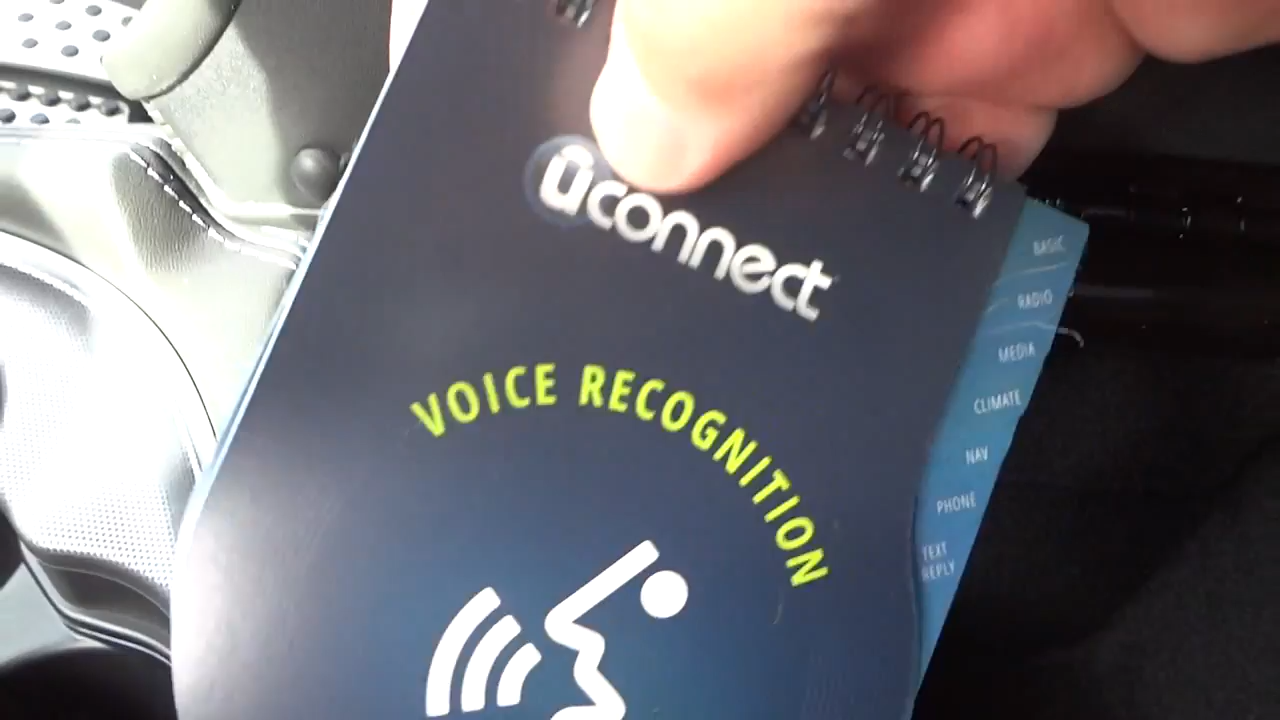 uconnect
VOICE RECOGNITION
BASIC
RADIO
MEDIA
CLIMATE
NAV
PHONE
TEXT
REPLY